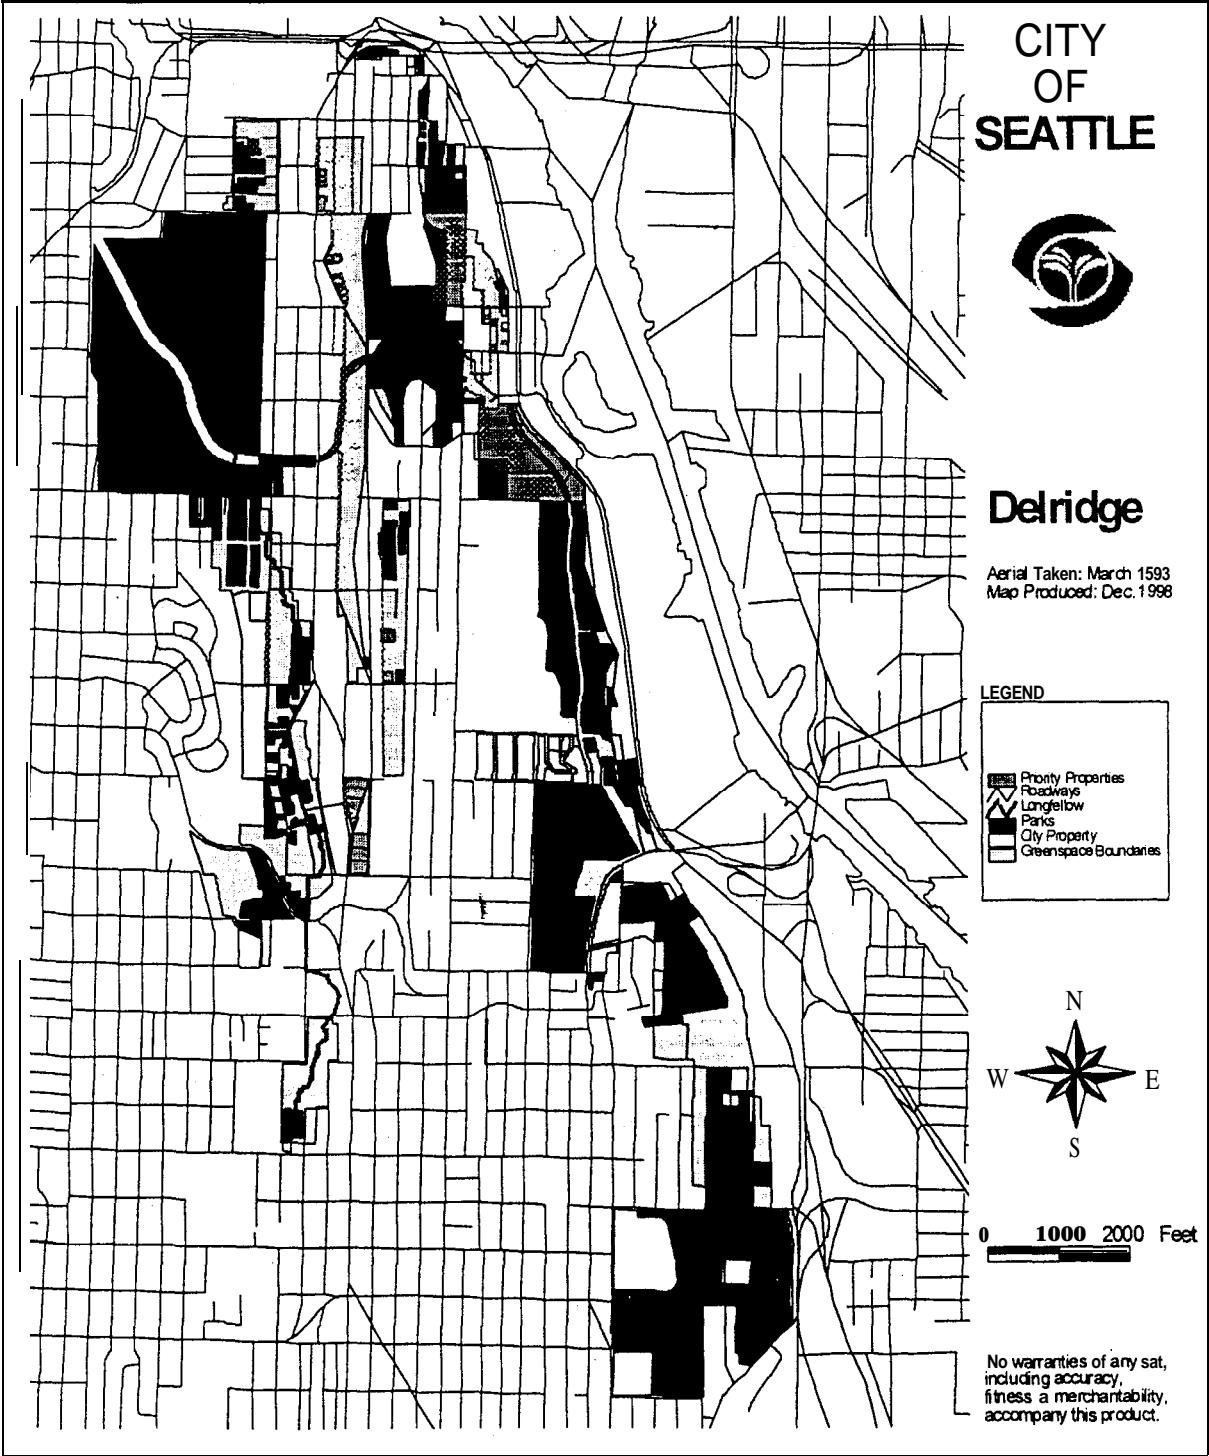 CITY
OF
SEATTLE
Delridge
Aerial Taken: March 1593
Map Produced: Dec. 1998
LEGEND
Priority Properties
Roadways
Longfellow
Parks
City Property
Greenspace Boundaries
N
W E
S
0 1000 2000 Feet
No warranties of any sat,
including accuracy,
fitness a merchantability,
accompany this product.